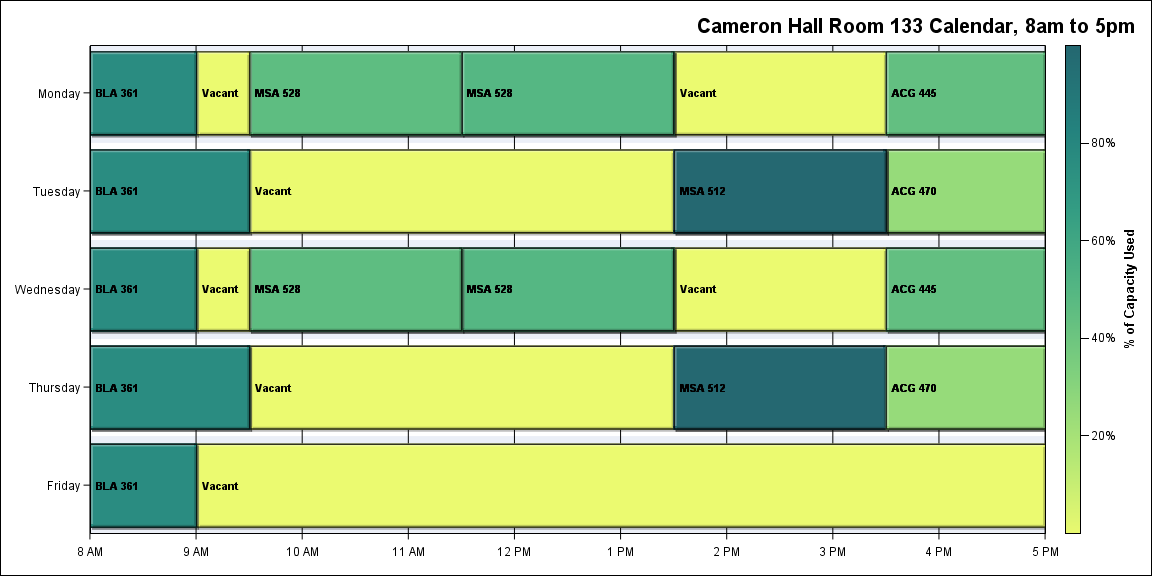 Cameron Hall Room 133 Calendar, 8am to 5pm
Monday
BLA 361
Vacant
MSA 528
MSA 528
Vacant
ACG 445
Tuesday
BLA 361
Vacant
MSA 512
ACG 470
Wednesday
BLA 361
Vacant
MSA 528
MSA 528
Vacant
ACG 445
Thursday
BLA 361
Vacant
MSA 512
ACG 470
Friday
BLA 361
Vacant
8 AM
9 AM
10 AM
11 AM
12 PM
1 PM
2 PM
3 PM
4 PM
5 PM
80%
60%
40%
20%
% of Capacity Used